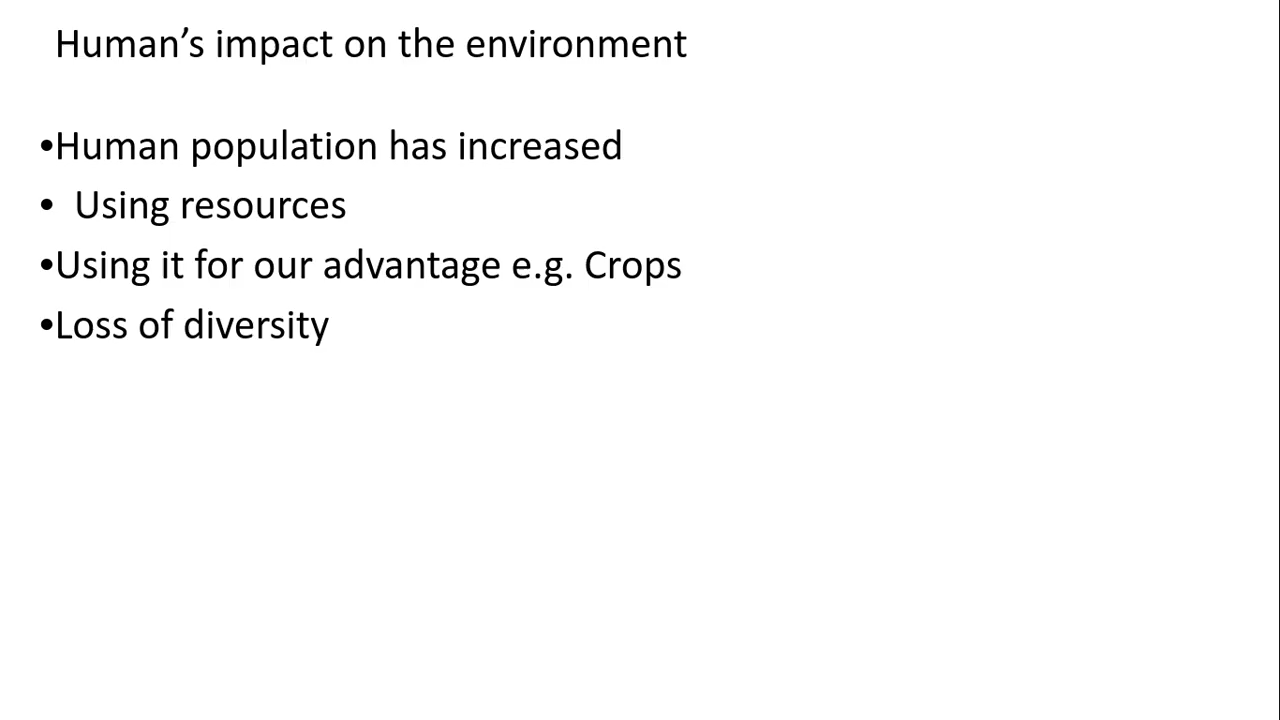 Human’s impact on the environment
•Human population has increased
• Using resources
•Using it for our advantage e.g. Crops
•Loss of diversity